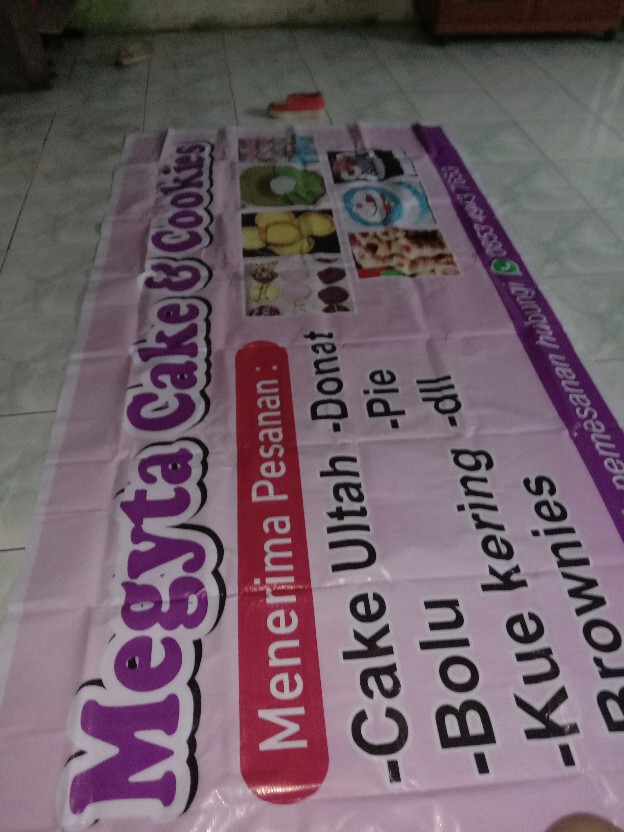 Megyta Cake & Cookies
Menerima Pesanan :
-Cake Ultah
-Bolu
-Kue kering
-Brownies
-Donat
-Pie
-dll
pemesanan hubungi